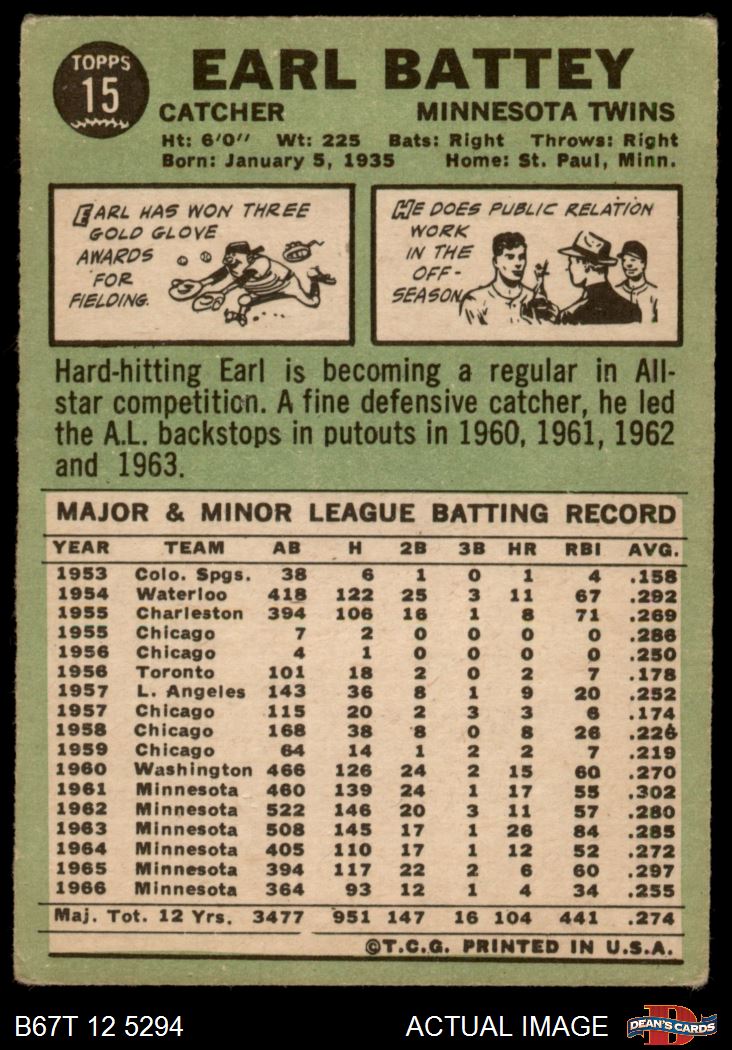 TOPPS
15
EARL BATTEY
CATCHER MINNESOTA TWINS
Ht: 6'0" Wt: 225 Bats: Right Throws: Right
Born: January 5, 1935 Home: St. Paul, Minn.
EARL HAS WON THREE
GOLD GLOVE
AWARDS
FOR
FIELDING.
HE DOES PUBLIC RELATION
WORK
IN THE
OFF-
SEASON
Hard-hitting Earl is becoming a regular in All-
star competition. A fine defensive catcher, he led
the A.L. backstops in putouts in 1960, 1961, 1962
and 1963.
MAJOR & MINOR LEAGUE BATTING RECORD
YEAR TEAM AB H 2B 3B HR RBI AVG.
1953 Colo. Spgs. 38 6 1 0 1 4 .158
1954 Waterloo 418 122 25 3 11 67 .292
1955 Charleston 394 106 16 1 8 71 .269
1955 Chicago 7 2 0 0 0 0 .286
1956 Chicago 4 1 0 0 0 0 .250
1956 Toronto 101 18 2 0 2 7 .178
1957 L. Angeles 143 36 8 1 9 20 .252
1957 Chicago 115 20 2 3 3 6 .174
1958 Chicago 168 38 8 0 8 26 .226
1959 Chicago 64 14 1 2 2 7 .219
1960 Washington 466 126 24 2 15 60 .270
1961 Minnesota 460 139 24 1 17 55 .302
1962 Minnesota 522 146 20 3 11 57 .280
1963 Minnesota 508 145 17 1 26 84 .285
1964 Minnesota 405 110 17 1 12 52 .272
1965 Minnesota 394 117 22 2 6 60 .297
1966 Minnesota 364 93 12 1 4 34 .255
Maj. Tot. 12 Yrs. 3477 951 147 16 104 441 .274
©T.C.G. PRINTED IN U.S.A.
B67T 12 5294 ACTUAL IMAGE DEAN'S CARDS